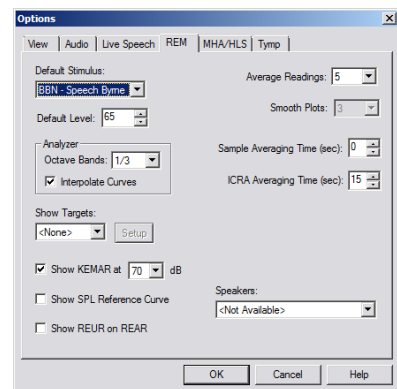 Options
View Audio Live Speech REM MHA/HLS Tymp
Default Stimulus:
BBN - Speech Byrne
Default Level: 65
Analyzer
Octave Bands: 1/3
Interpolate Curves
Show Targets:
<None> Setup
Show KEMAR at 70 dB
Show SPL Reference Curve
Show REUR on REAR
Average Readings: 5
Smooth Plots: 3
Sample Averaging Time (sec): 0
ICRA Averaging Time (sec): 15
Speakers:
<Not Available>
OK Cancel Help